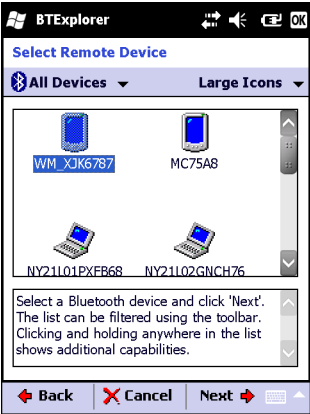 BTExplorer OK
Select Remote Device
All Devices Large Icons
WM_XJK6787 MC75A8
NY21L01PXFB68 NY21L02GNCH76
Select a Bluetooth device and click 'Next'.
The list can be filtered using the toolbar.
Clicking and holding anywhere in the list
shows additional capabilities.
Back Cancel Next